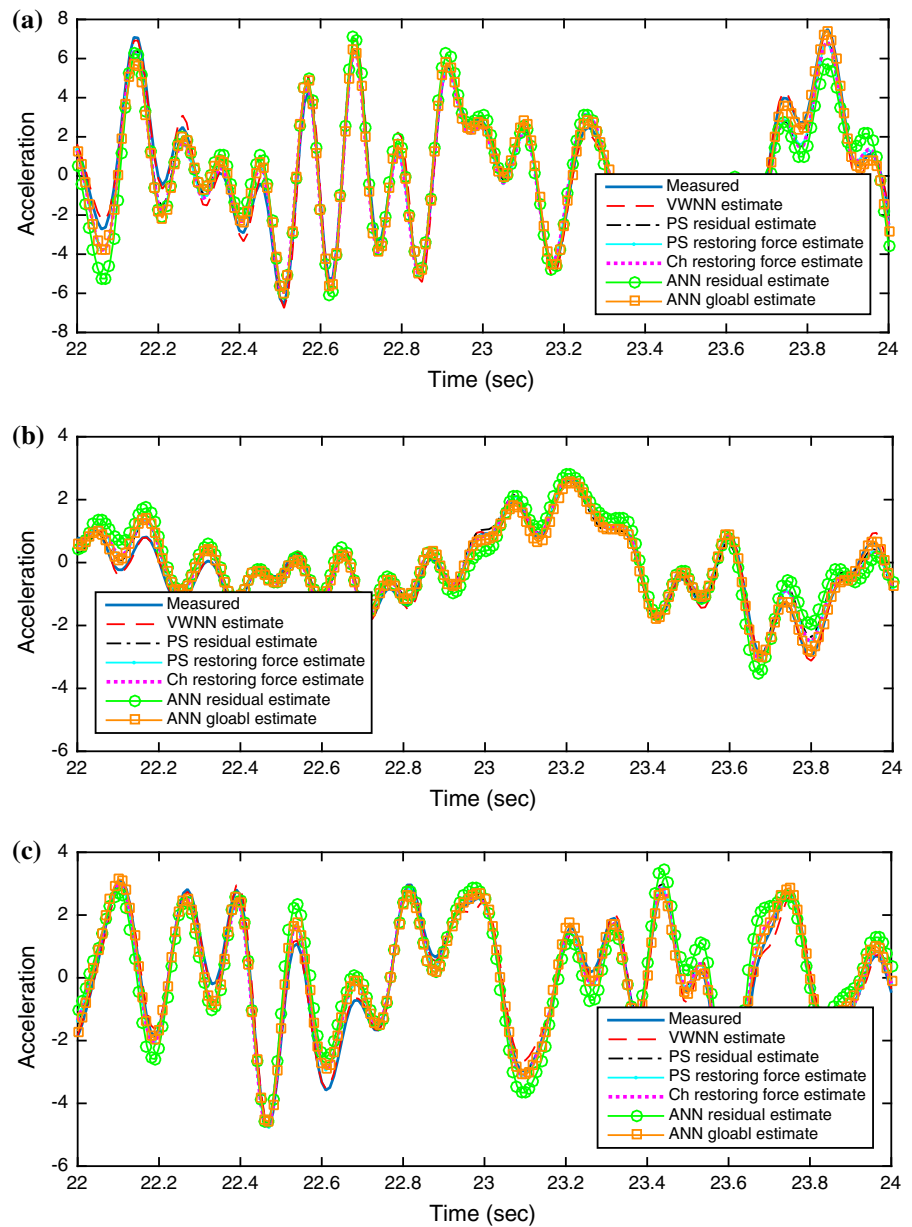 (a)
8
6
4
2
0
-2
-4
-6
-8
Acceleration
Measured
VWNN estimate
PS residual estimate
PS restoring force estimate
Ch restoring force estimate
ANN residual estimate
ANN gloabl estimate
22 22.2 22.4 22.6 22.8 23 23.2 23.4 23.6 23.8 24
Time (sec)
(b)
4
2
0
-2
-4
-6
Acceleration
Measured
VWNN estimate
PS residual estimate
PS restoring force estimate
Ch restoring force estimate
ANN residual estimate
ANN gloabl estimate
22 22.2 22.4 22.6 22.8 23 23.2 23.4 23.6 23.8 24
Time (sec)
(c)
4
2
0
-2
-4
-6
Acceleration
Measured
VWNN estimate
PS residual estimate
PS restoring force estimate
Ch restoring force estimate
ANN residual estimate
ANN gloabl estimate
22 22.2 22.4 22.6 22.8 23 23.2 23.4 23.6 23.8 24
Time (sec)